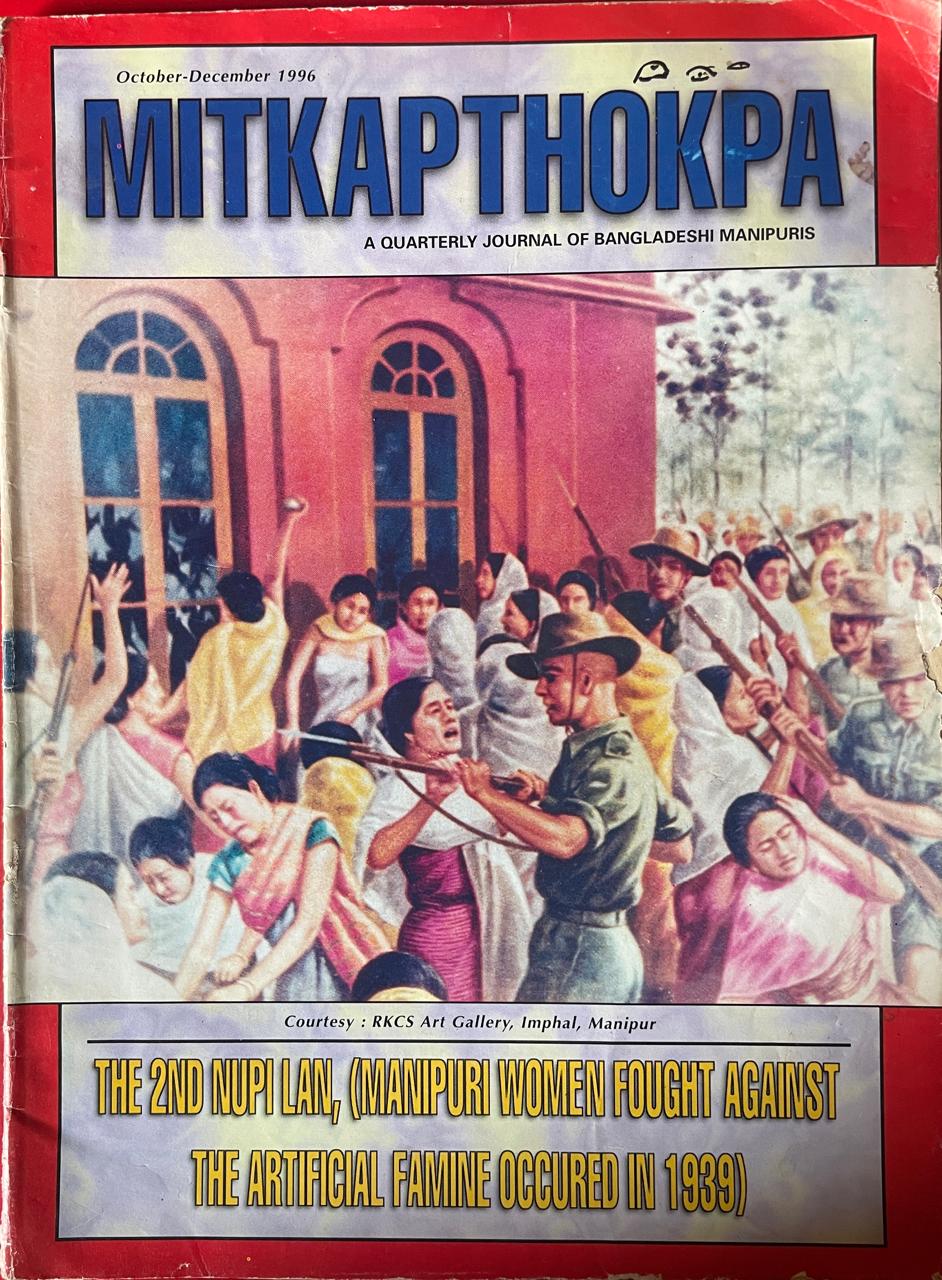 October-December 1996
MITKAPTHOKPA
A QUARTERLY JOURNAL OF BANGLADESHI MANIPURIS
Courtesy : RKCS Art Gallery, Imphal, Manipur
THE 2ND NUPI LAN, (MANIPURI WOMEN FOUGHT AGAINST
THE ARTIFICIAL FAMINE OCCURED IN 1939)